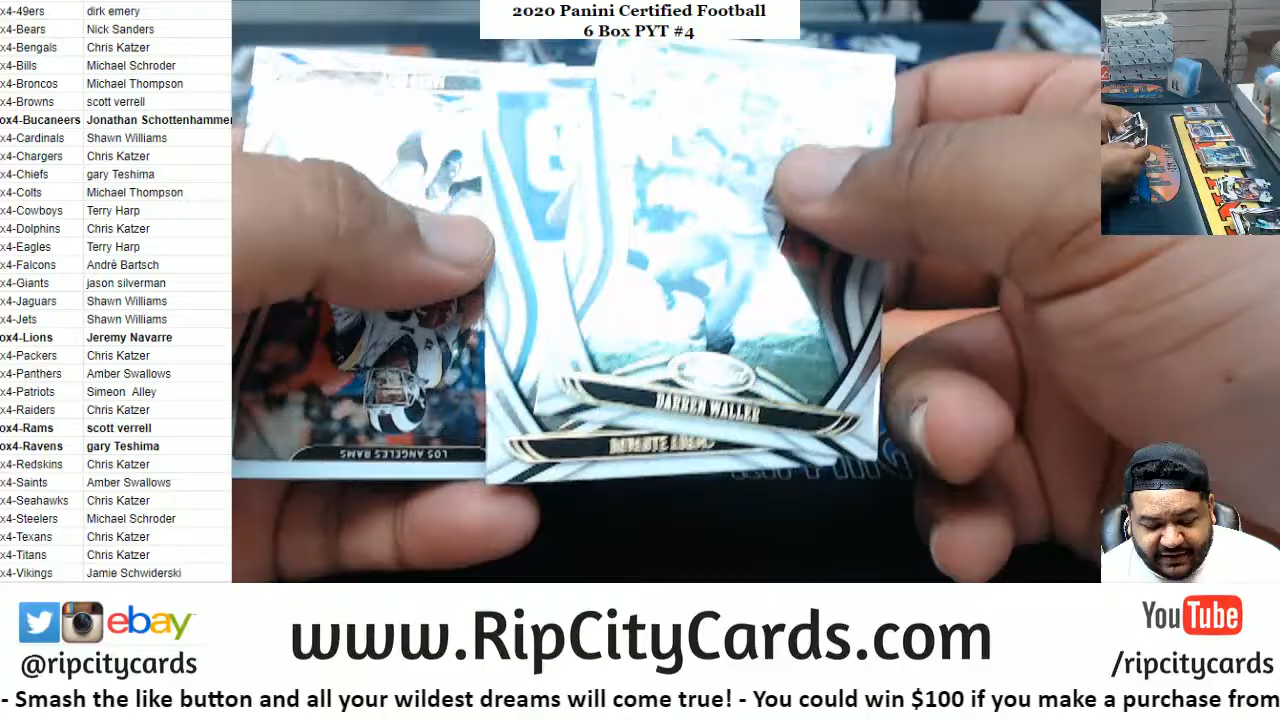 2020 Panini Certified Football
6 Box PYT #4
x4-49ers dirk emery
x4-Bears Nick Sanders
x4-Bengals Chris Katzer
x4-Bills Michael Schroder
x4-Broncos Michael Thompson
x4-Browns scott verrell
ox4-Bucaneers Jonathan Schottenhammer
x4-Cardinals Shawn Williams
x4-Chargers Chris Katzer
x4-Chiefs gary Teshima
x4-Colts Michael Thompson
x4-Cowboys Terry Harp
x4-Dolphins Chris Katzer
x4-Eagles Terry Harp
x4-Falcons André Bartsch
x4-Giants jason silverman
x4-Jaguars Shawn Williams
x4-Jets Shawn Williams
ox4-Lions Jeremy Navarre
x4-Packers Chris Katzer
x4-Panthers Amber Swallows
x4-Patriots Simeon Alley
x4-Raiders Chris Katzer
ox4-Rams scott verrell
ox4-Ravens gary Teshima
x4-Redskins Chris Katzer
x4-Saints Amber Swallows
x4-Seahawks Chris Katzer
x4-Steelers Michael Schroder
x4-Texans Chris Katzer
x4-Titans Chris Katzer
x4-Vikings Jamie Schwiderski
DARREN WALLER
LOS ANGELES RAMS
ebay
@ripcitycards
www.RipCityCards.com
YouTube
/ripcitycards
- Smash the like button and all your wildest dreams will come true! - You could win $100 if you make a purchase from